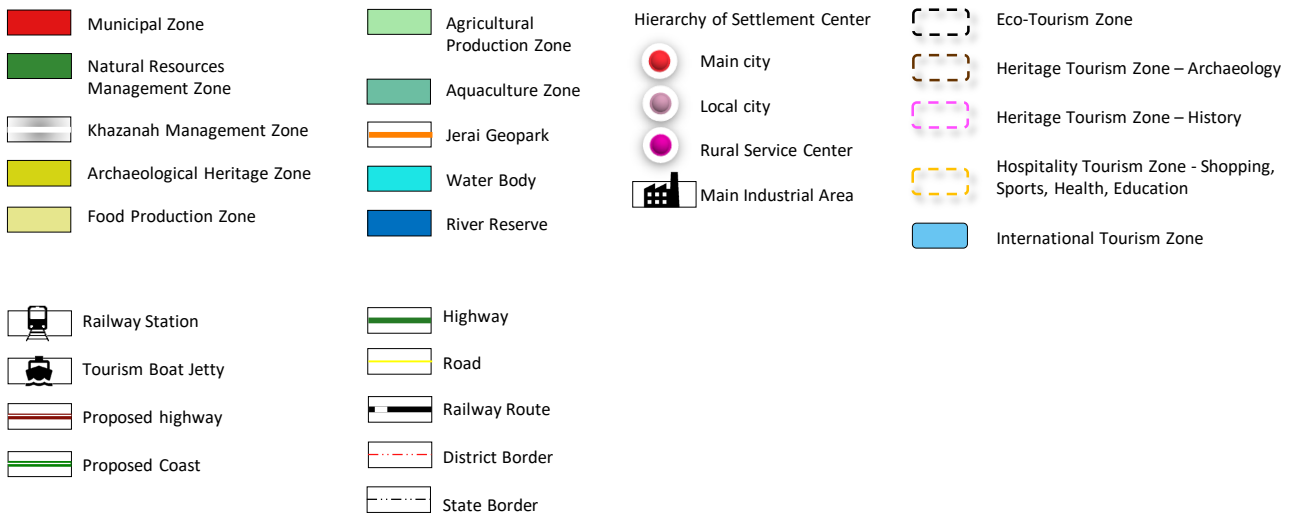 Municipal Zone
Natural Resources
Management Zone
Khazanah Management Zone
Archaeological Heritage Zone
Food Production Zone
Agricultural
Production Zone
Aquaculture Zone
Jerai Geopark
Water Body
River Reserve
Hierarchy of Settlement Center
Main city
Local city
Rural Service Center
Main Industrial Area
Eco-Tourism Zone
Heritage Tourism Zone – Archaeology
Heritage Tourism Zone – History
Hospitality Tourism Zone - Shopping,
Sports, Health, Education
International Tourism Zone
Railway Station
Tourism Boat Jetty
Proposed highway
Proposed Coast
Highway
Road
Railway Route
District Border
State Border